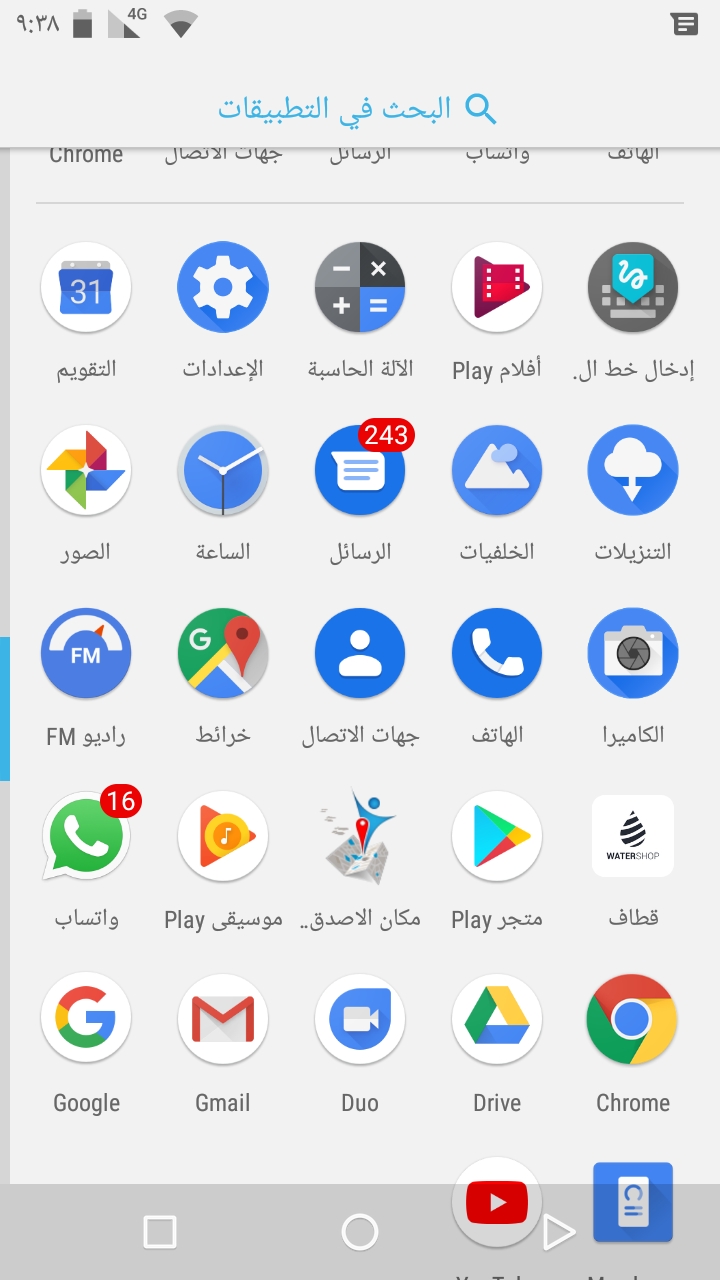 ٩:٣٨
4G
البحث في التطبيقات
الهاتف
واتساب
الرسائل
جهات الاتصال
Chrome
31
إدخال خط ال.
أفلام Play
الآلة الحاسبة
الإعدادات
التقويم
243
التنزيلات
الخلفيات
الرسائل
الساعة
الصور
G
FM
الكاميرا
الهاتف
جهات الاتصال
خرائط
راديو FM
16
WATERSHOP
قطاف
متجر Play
مكان الاصدق..
موسيقى Play
واتساب
G
Chrome
Drive
Duo
Gmail
Google